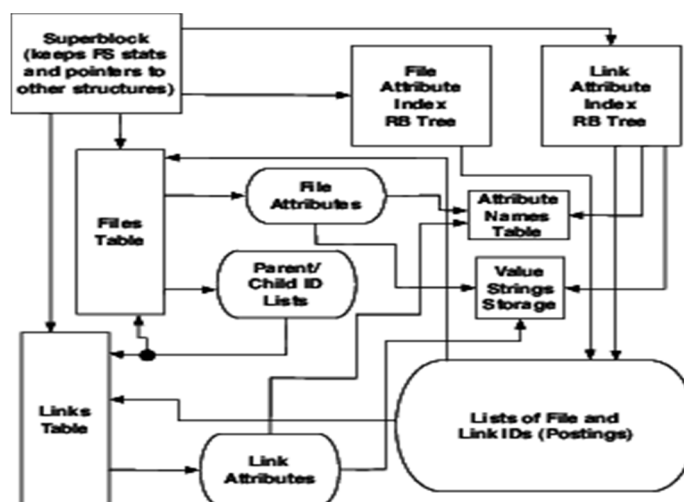 Superblock
(keeps FS stats
and pointers to
other structures)
File
Attribute
Index
RB Tree
Link
Attribute
Index
RB Tree
Files
Table
File
Attributes
Attribute
Names
Table
Parent/
Child ID
Lists
Value
Strings
Storage
Links
Table
Link
Attributes
Lists of File and
Link IDs (Postings)